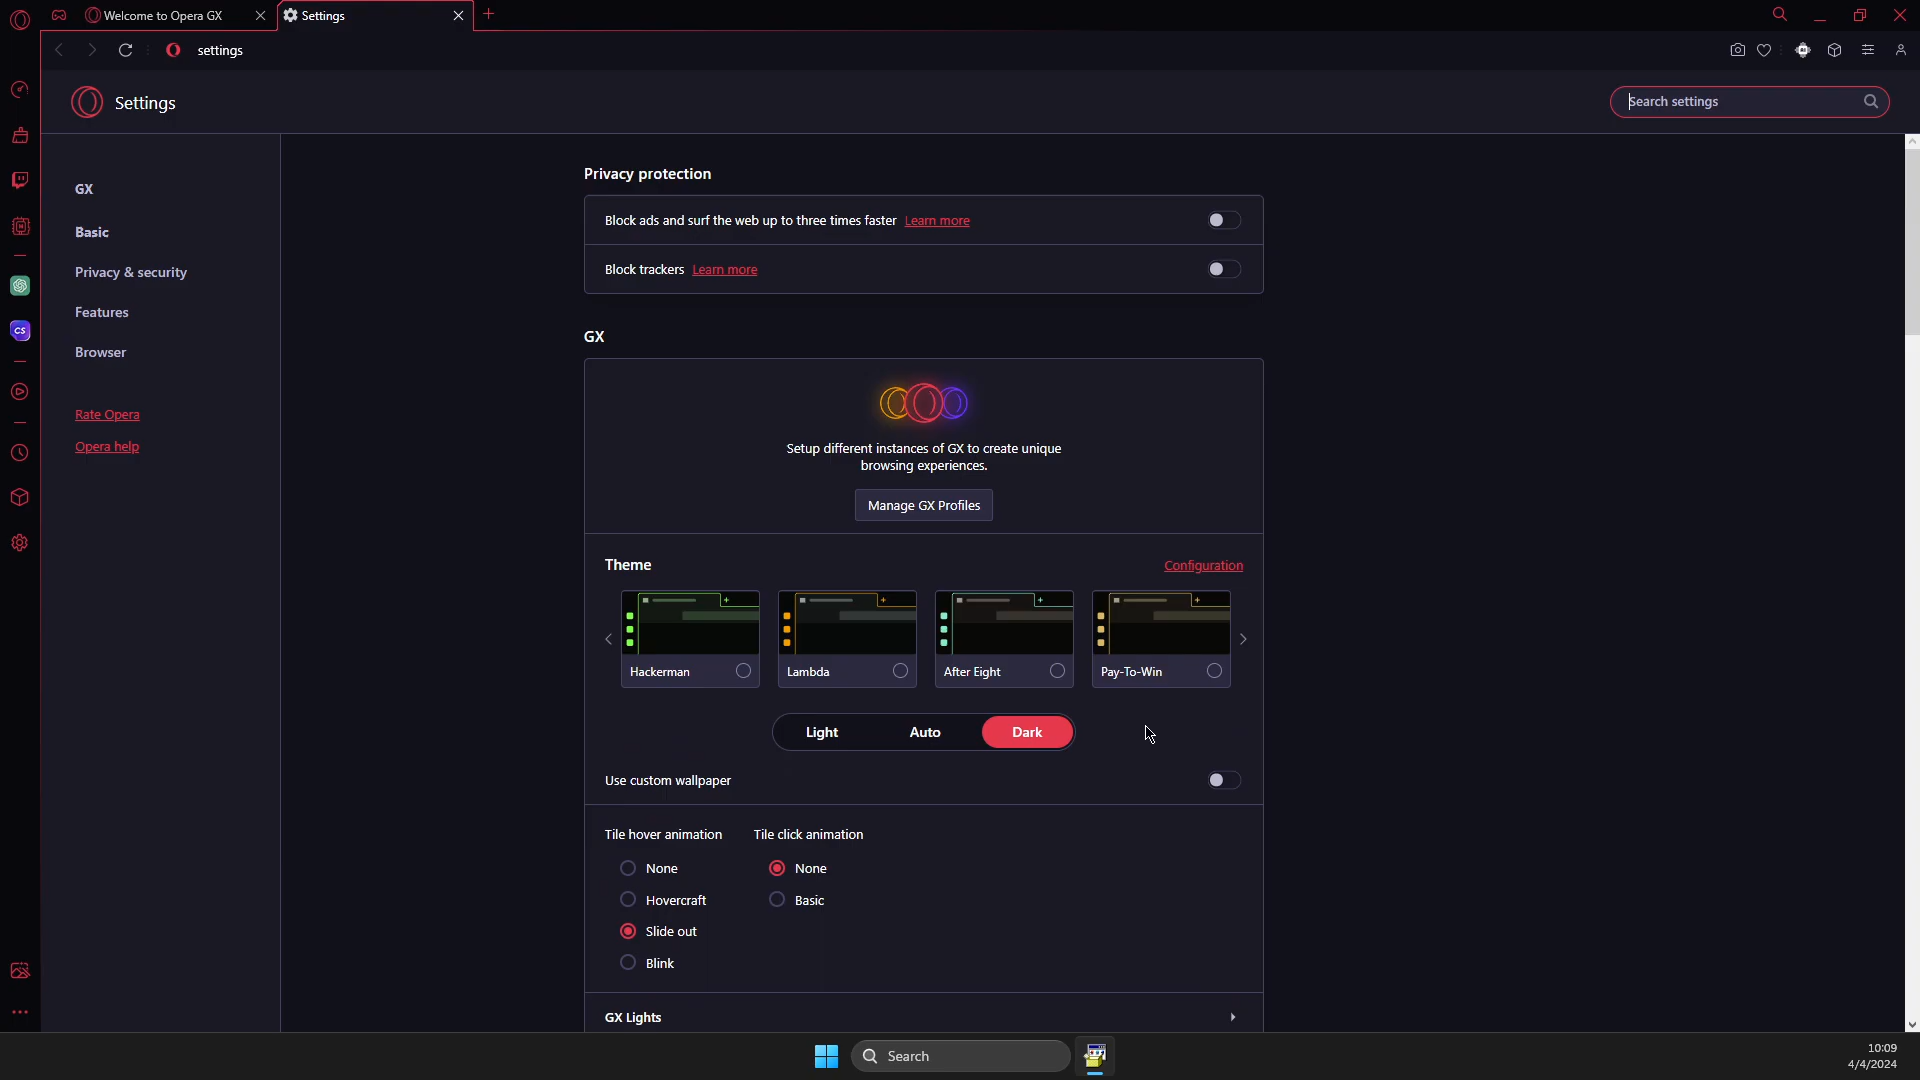 Welcome to Opera GX
Settings
settings
Settings
Search settings
GX
Basic
Privacy & security
Features
Browser
Rate Opera
Opera help
Privacy protection
Block ads and surf the web up to three times faster Learn more
Block trackers Learn more
GX
Setup different instances of GX to create unique
browsing experiences.
Manage GX Profiles
Theme
Configuration
Hackerman
Lambda
After Eight
Pay-To-Win
Light
Auto
Dark
Use custom wallpaper
Tile hover animation
Tile click animation
None
None
Hovercraft
Basic
Slide out
Blink
GX Lights
CS
Search
10:09
4/4/2024